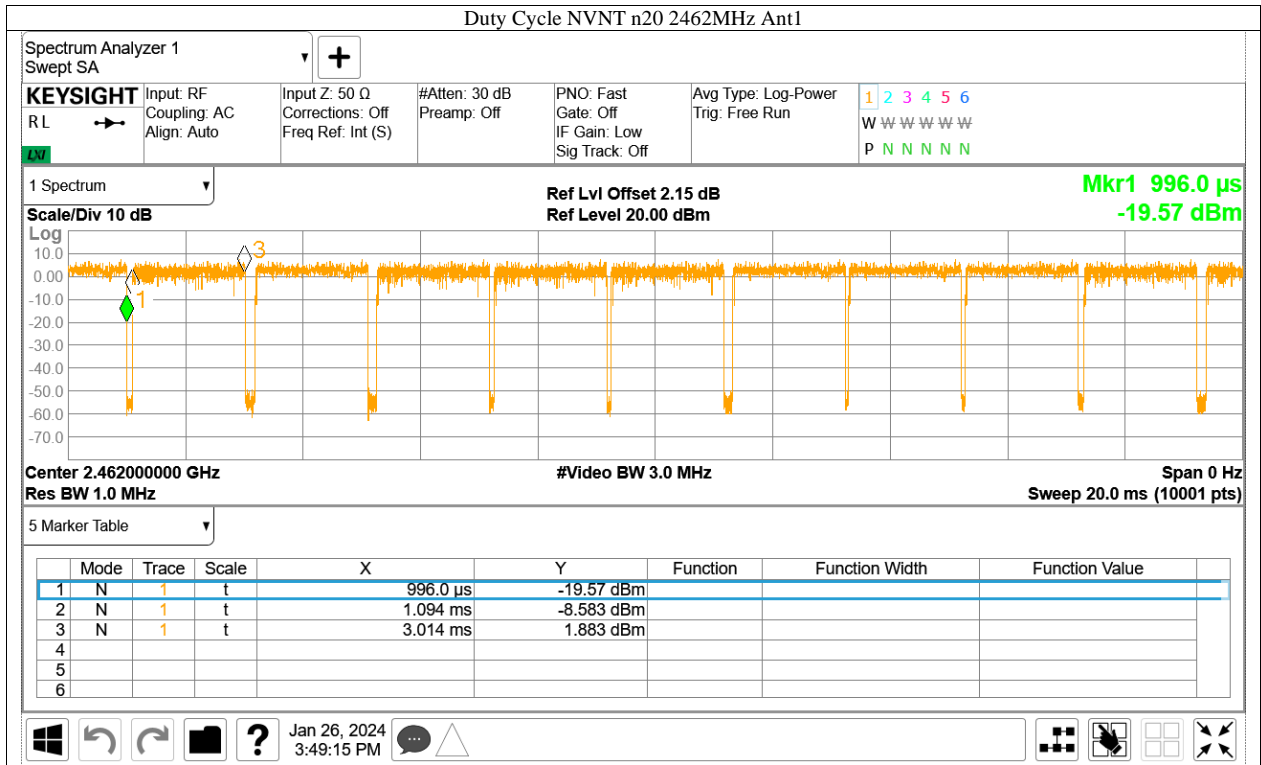 Duty Cycle NVNT n20 2462MHz Ant1
Spectrum Analyzer 1
Swept SA
KEYSIGHT
R L
LXI
Input: RF
Coupling: AC
Align: Auto
Input Z: 50 Ω
Corrections: Off
Freq Ref: Int (S)
#Atten: 30 dB
Preamp: Off
PNO: Fast
Gate: Off
IF Gain: Low
Sig Track: Off
Avg Type: Log-Power
Trig: Free Run
1 2 3 4 5 6
W W W W W W
P N N N N N
1 Spectrum
Scale/Div 10 dB
Ref Lvl Offset 2.15 dB
Ref Level 20.00 dBm
Mkr1 996.0 µs
-19.57 dBm
Log
10.0
0.00
-10.0
-20.0
-30.0
-40.0
-50.0
-60.0
-70.0
1
3
Center 2.462000000 GHz
Res BW 1.0 MHz
#Video BW 3.0 MHz
Span 0 Hz
Sweep 20.0 ms (10001 pts)
5 Marker Table
Mode Trace Scale X Y Function Function Width Function Value
1 N 1 t 996.0 µs -19.57 dBm
2 N 1 t 1.094 ms -8.583 dBm
3 N 1 t 3.014 ms 1.883 dBm
4
5
6
?
Jan 26, 2024
3:49:15 PM